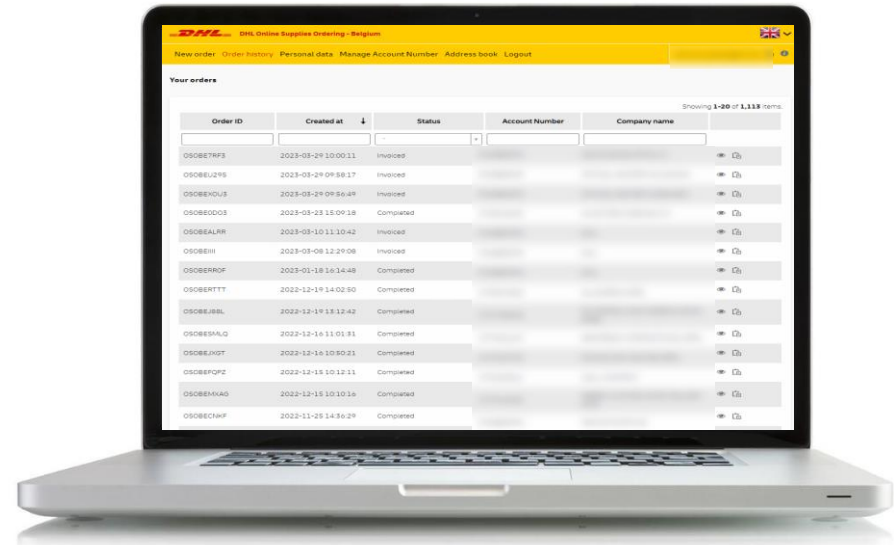 DHL DHL Online Supplies Ordering - Belgium
New order Order history Personal data Manage Account Number Address book Logout
Your orders
Showing 1-20 of 1,113 items.
Order ID Created at ↓ Status Account Number Company name
OSOBE7RF3 2023-03-29 10:00:11 Invoiced
OSOBEU29S 2023-03-29 09:58:17 Invoiced
OSOBEXOU3 2023-03-29 09:56:49 Invoiced
OSOBE0DO3 2023-03-23 15:09:18 Completed
OSOBEALRR 2023-03-10 11:10:42 Invoiced
2023-03-08 12:29:08 Invoiced
OSOBERROF 2023-01-18 16:14:48 Completed
OSOBERTTT 2022-12-19 14:02:50 Completed
2022-12-19 13:12:42 Completed
OSOBESMLQ 2022-12-16 11:01:31 Completed
OSOBEJXGT 2022-12-16 10:50:21 Completed
OSOBEFQPZ 2022-12-15 10:12:11 Completed
OSOBEMXAG 2022-12-15 10:10:16 Completed
OSOBECNKF 2022-11-25 14:36:29 Completed